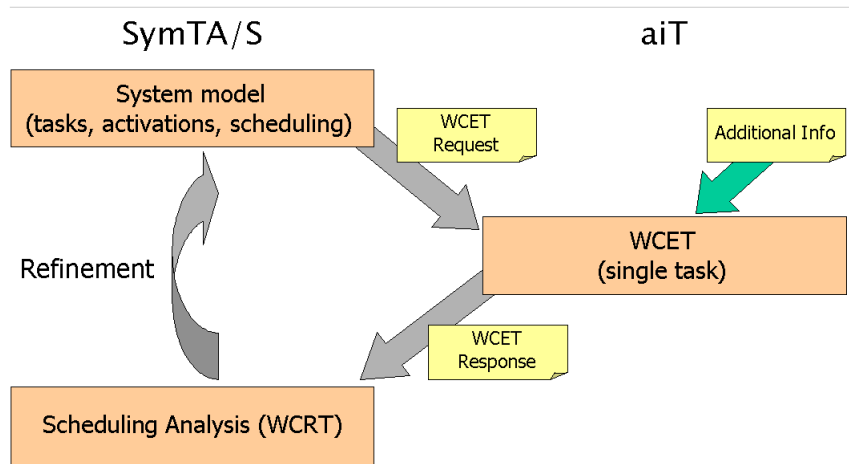 SymTA/S
aiT
System model
(tasks, activations, scheduling)
WCET
Request
Additional Info
WCET
(single task)
Refinement
WCET
Response
Scheduling Analysis (WCRT)